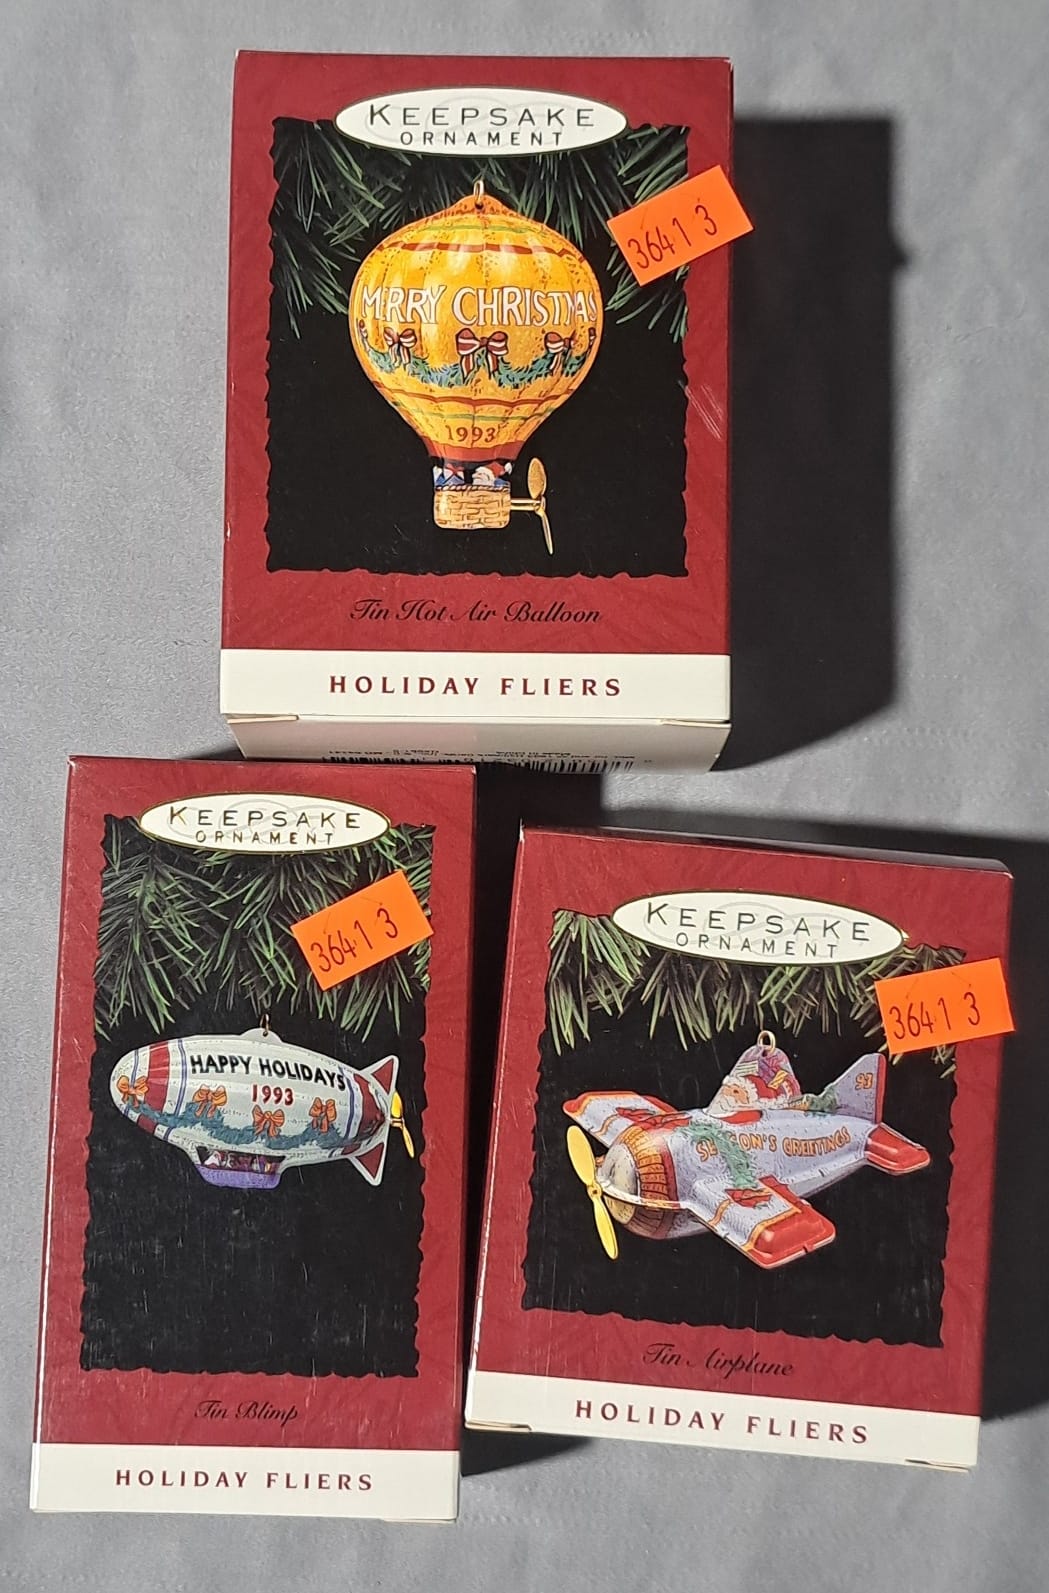 KEEPSAKE
ORNAMENT
3641 3
MERRY CHRISTMAS
1993
Tin Hot Air Balloon
HOLIDAY FLIERS
KEEPSAKE
ORNAMENT
3641 3
HAPPY HOLIDAYS
1993
Tin Blimp
HOLIDAY FLIERS
KEEPSAKE
ORNAMENT
3641 3
93
SEASON'S GREETINGS
Tin Airplane
HOLIDAY FLIERS